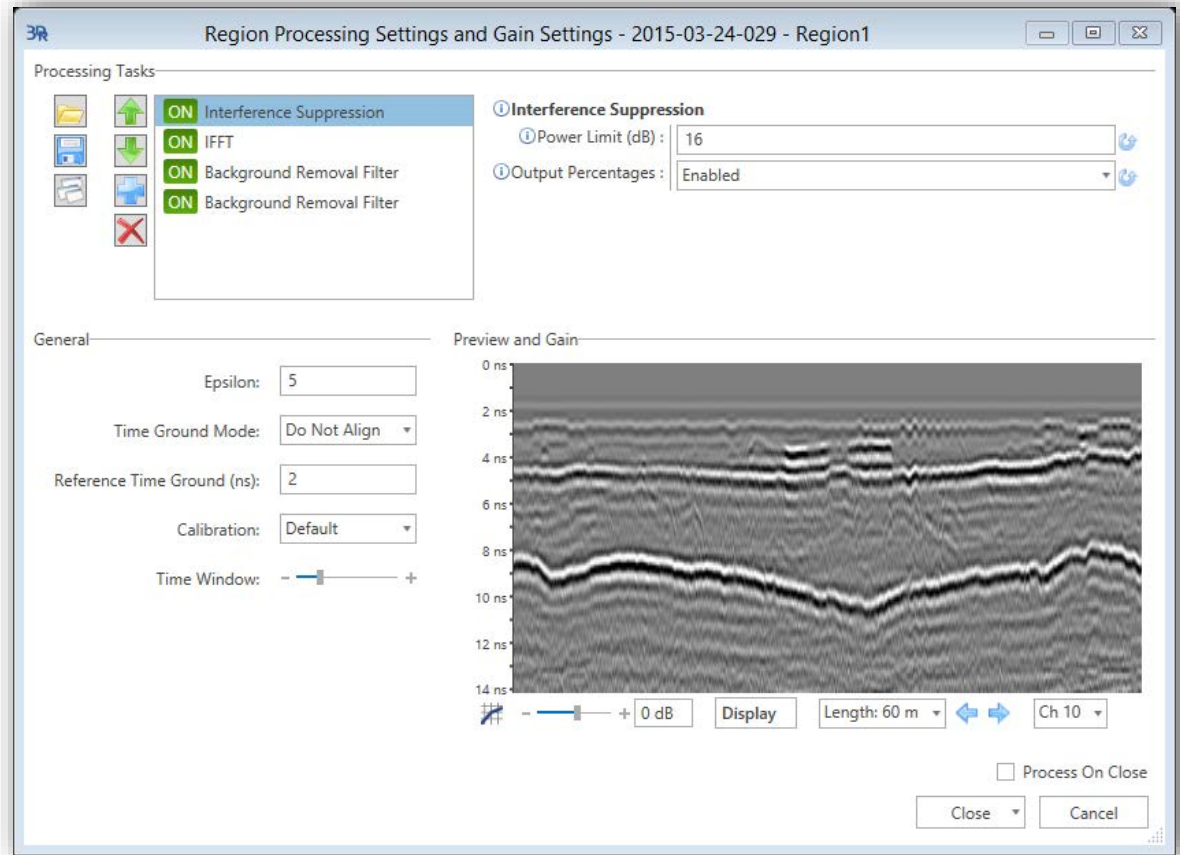 3R
Region Processing Settings and Gain Settings - 2015-03-24-029 - Region1
Processing Tasks
ON Interference Suppression
ON IFFT
ON Background Removal Filter
ON Background Removal Filter
Interference Suppression
Power Limit (dB) : 16
Output Percentages : Enabled
General
Epsilon: 5
Time Ground Mode: Do Not Align
Reference Time Ground (ns): 2
Calibration: Default
Time Window: - +
Preview and Gain
0 ns
2 ns
4 ns
6 ns
8 ns
10 ns
12 ns
14 ns
- + 0 dB Display Length: 60 m Ch 10
Process On Close
Close Cancel